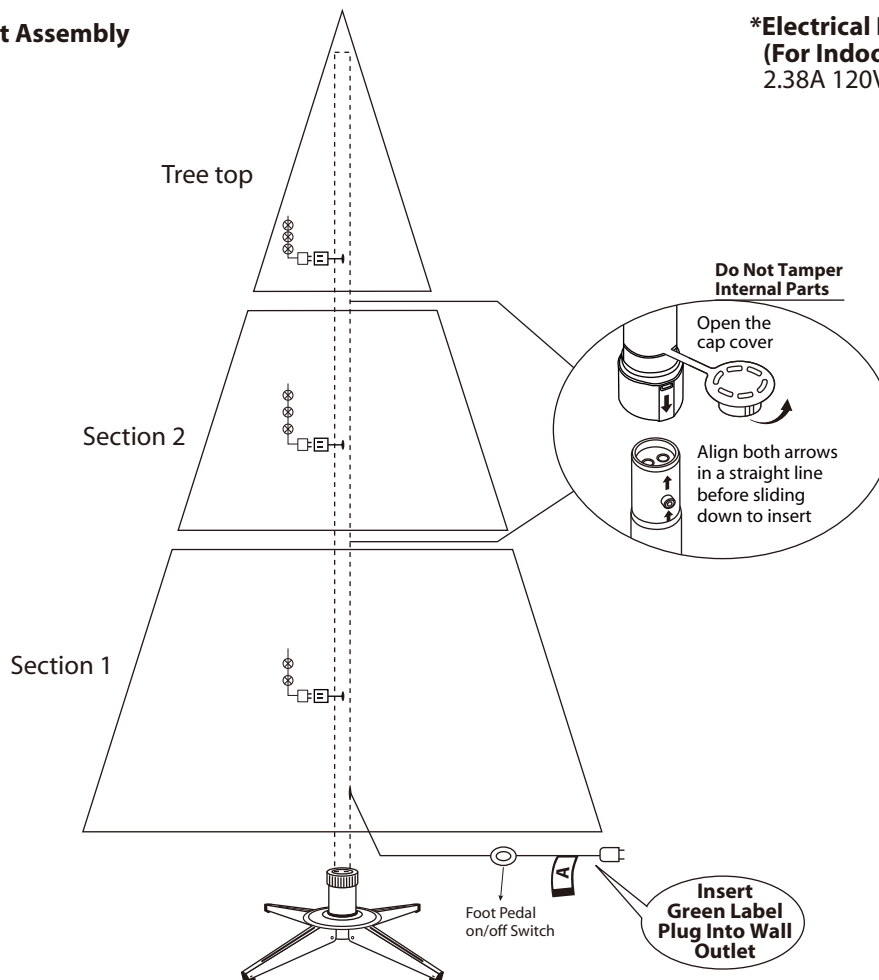 t Assembly
*Electrical
(For Indoo
2.38A 120V
Tree top
Do Not Tamper
Internal Parts
Open the
cap cover
Section 2
Align both arrows
in a straight line
before sliding
down to insert
Section 1
A
Foot Pedal
on/off Switch
Insert
Green Label
Plug Into Wall
Outlet